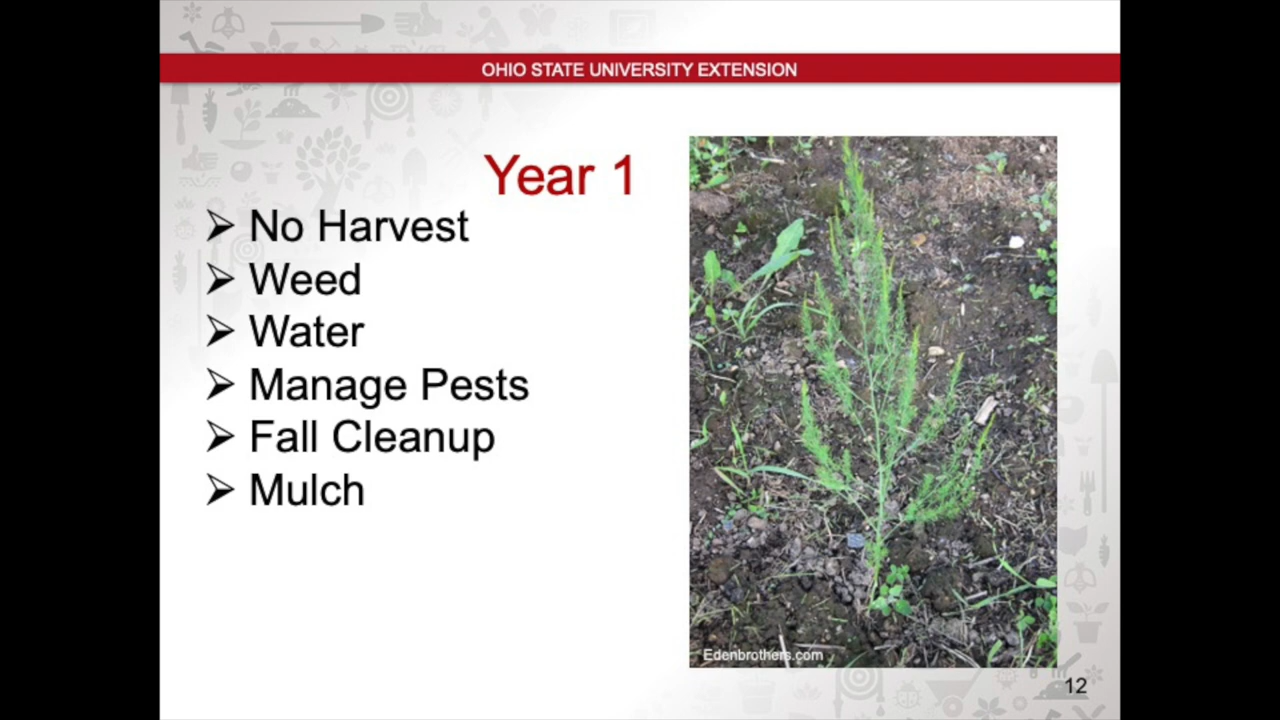 OHIO STATE UNIVERSITY EXTENSION
Year 1
➢ No Harvest
➢ Weed
➢ Water
➢ Manage Pests
➢ Fall Cleanup
➢ Mulch
Edenbrothers.com
12